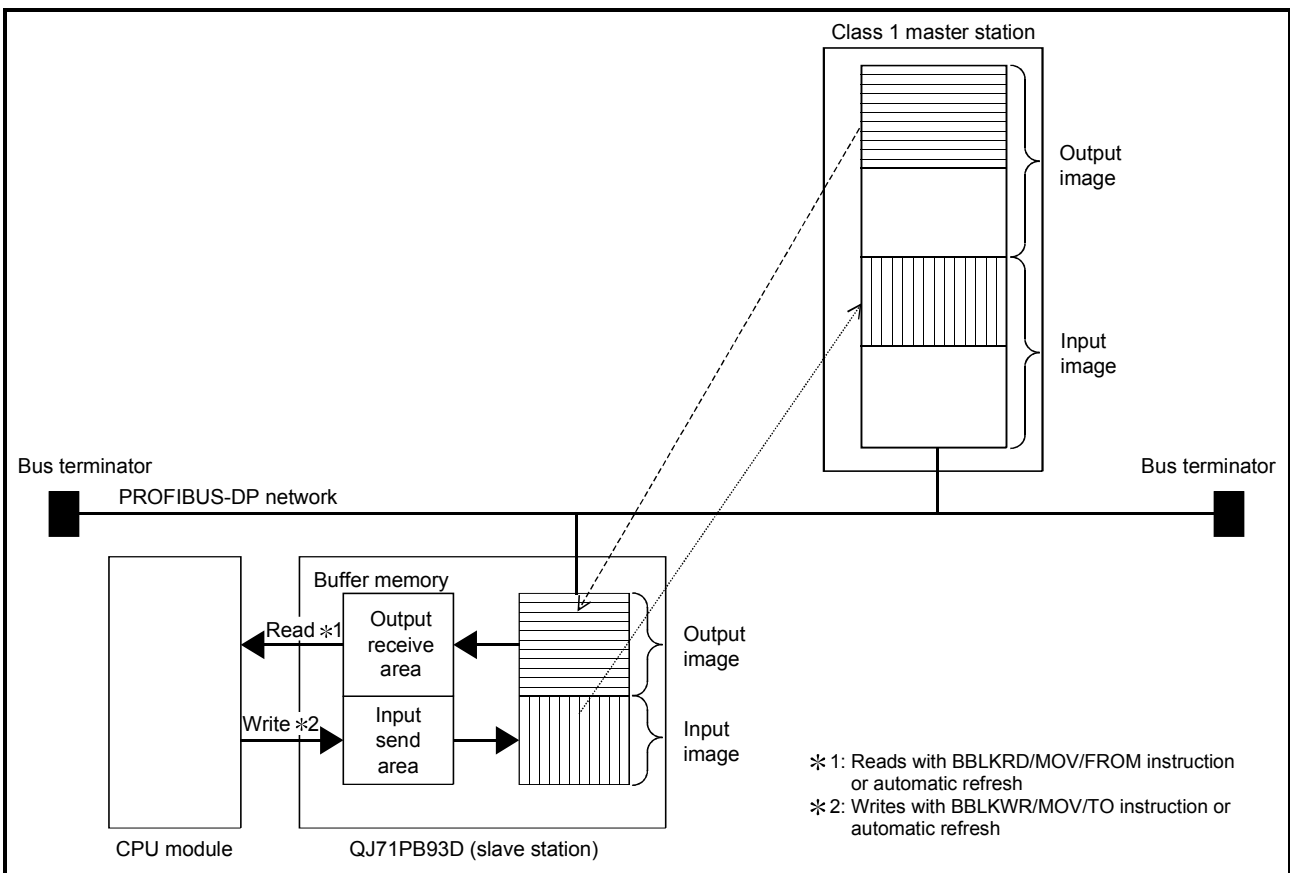 Class 1 master station
Output
image
Input
image
Bus terminator
Bus terminator
PROFIBUS-DP network
Buffer memory
Output
receive
area
Read ✻1
Output
image
Input
send
area
Write ✻2
Input
image
✻1: Reads with BBLKRD/MOV/FROM instruction
or automatic refresh
✻2: Writes with BBLKWR/MOV/TO instruction or
automatic refresh
CPU module
QJ71PB93D (slave station)